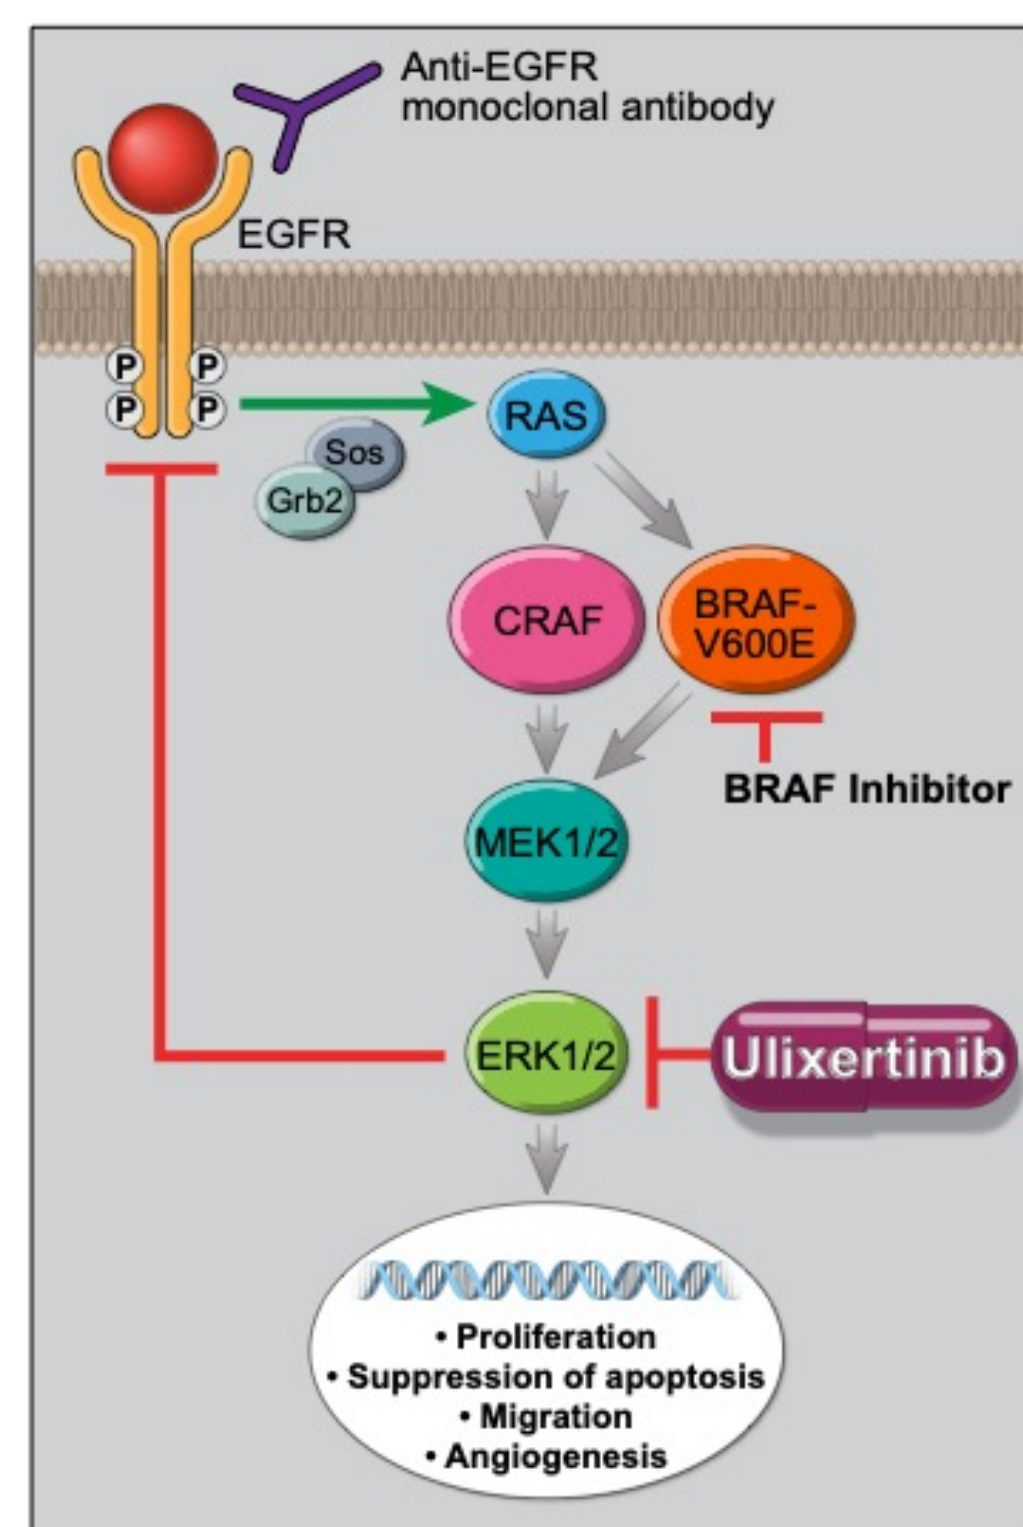 Anti-EGFR
monoclonal antibody
EGFR
P P
P P
RAS
Sos
Grb2
CRAF
BRAF-
V600E
BRAF Inhibitor
MEK1/2
ERK1/2
Ulixertinib
• Proliferation
• Suppression of apoptosis
• Migration
• Angiogenesis